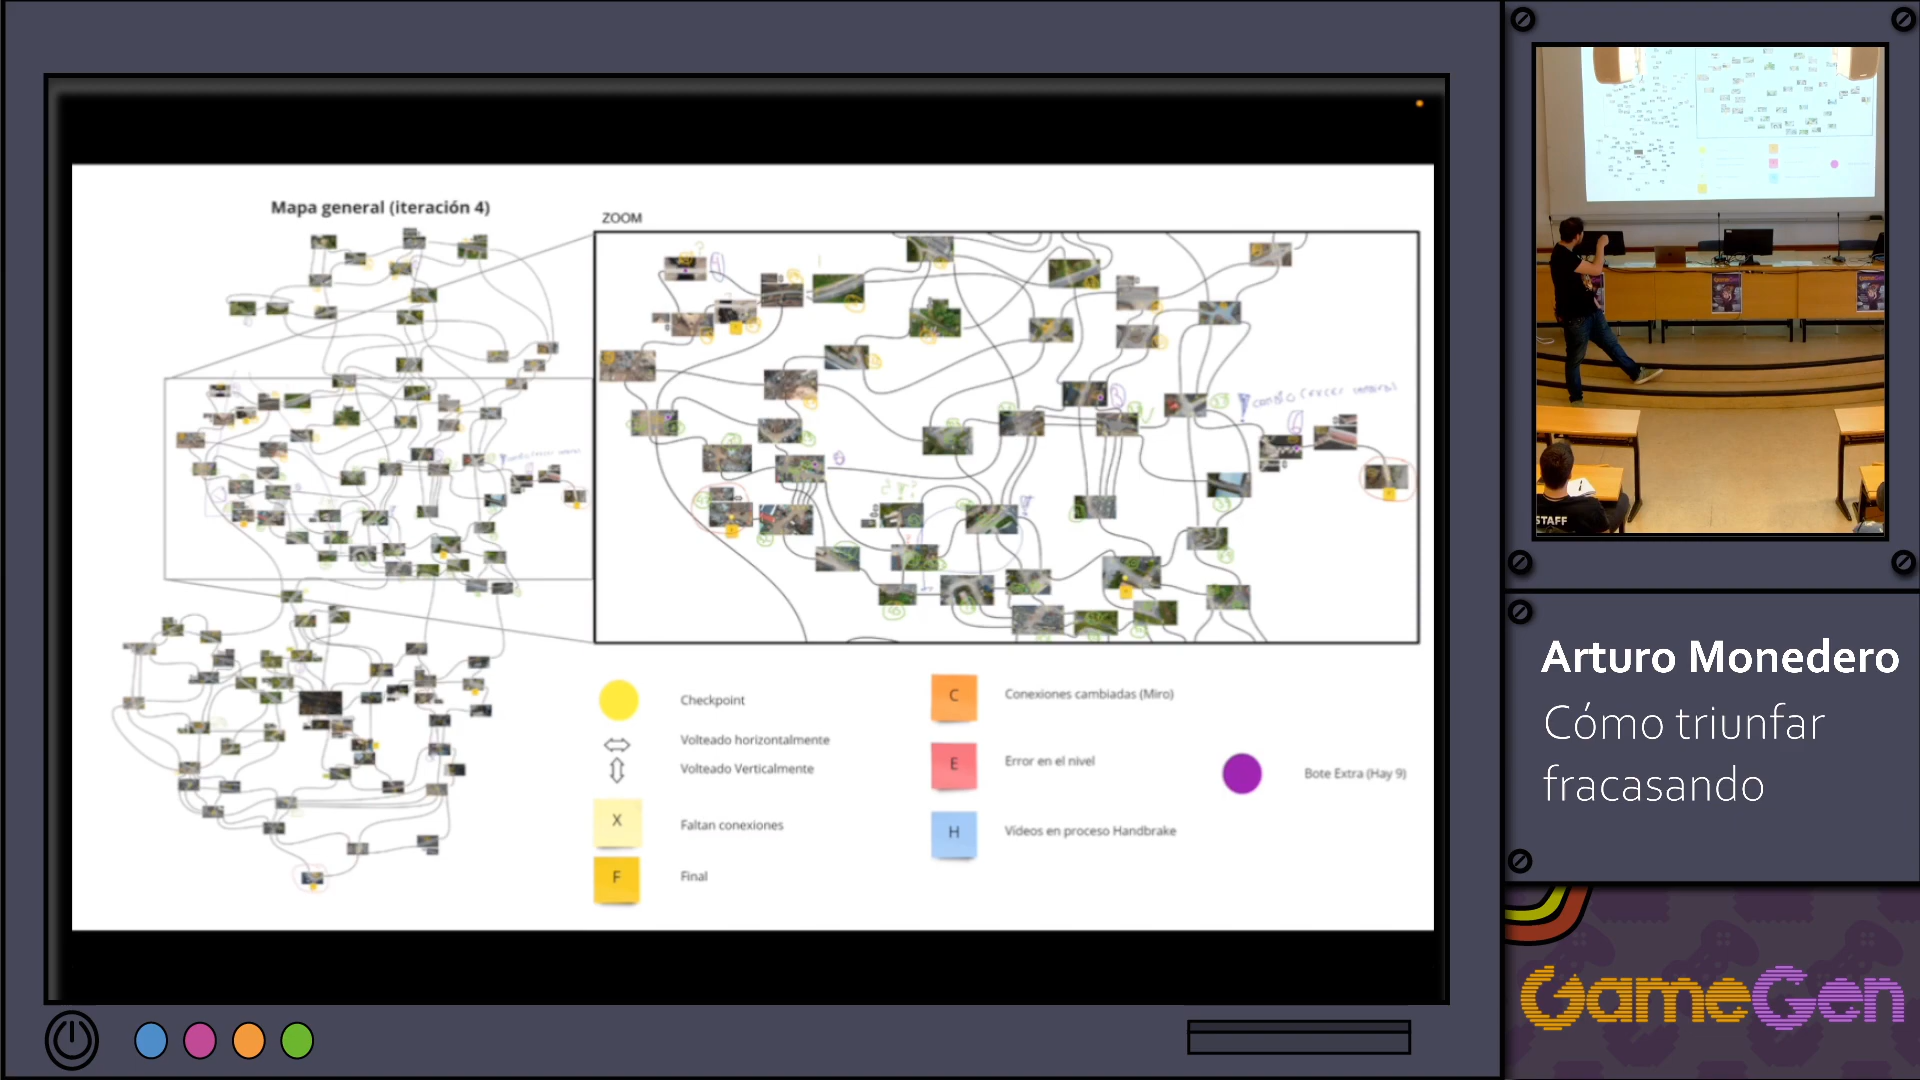 Mapa general (iteración 4)
ZOOM
Checkpoint
Volteado horizontalmente
Volteado Verticalmente
X
Faltan conexiones
F
Final
C
Conexiones cambiadas (Miro)
E
Error en el nivel
H
Vídeos en proceso Handbrake
Bote Extra (Hay 9)
STAFF
Arturo Monedero
Cómo triunfar
fracasando
GameGen